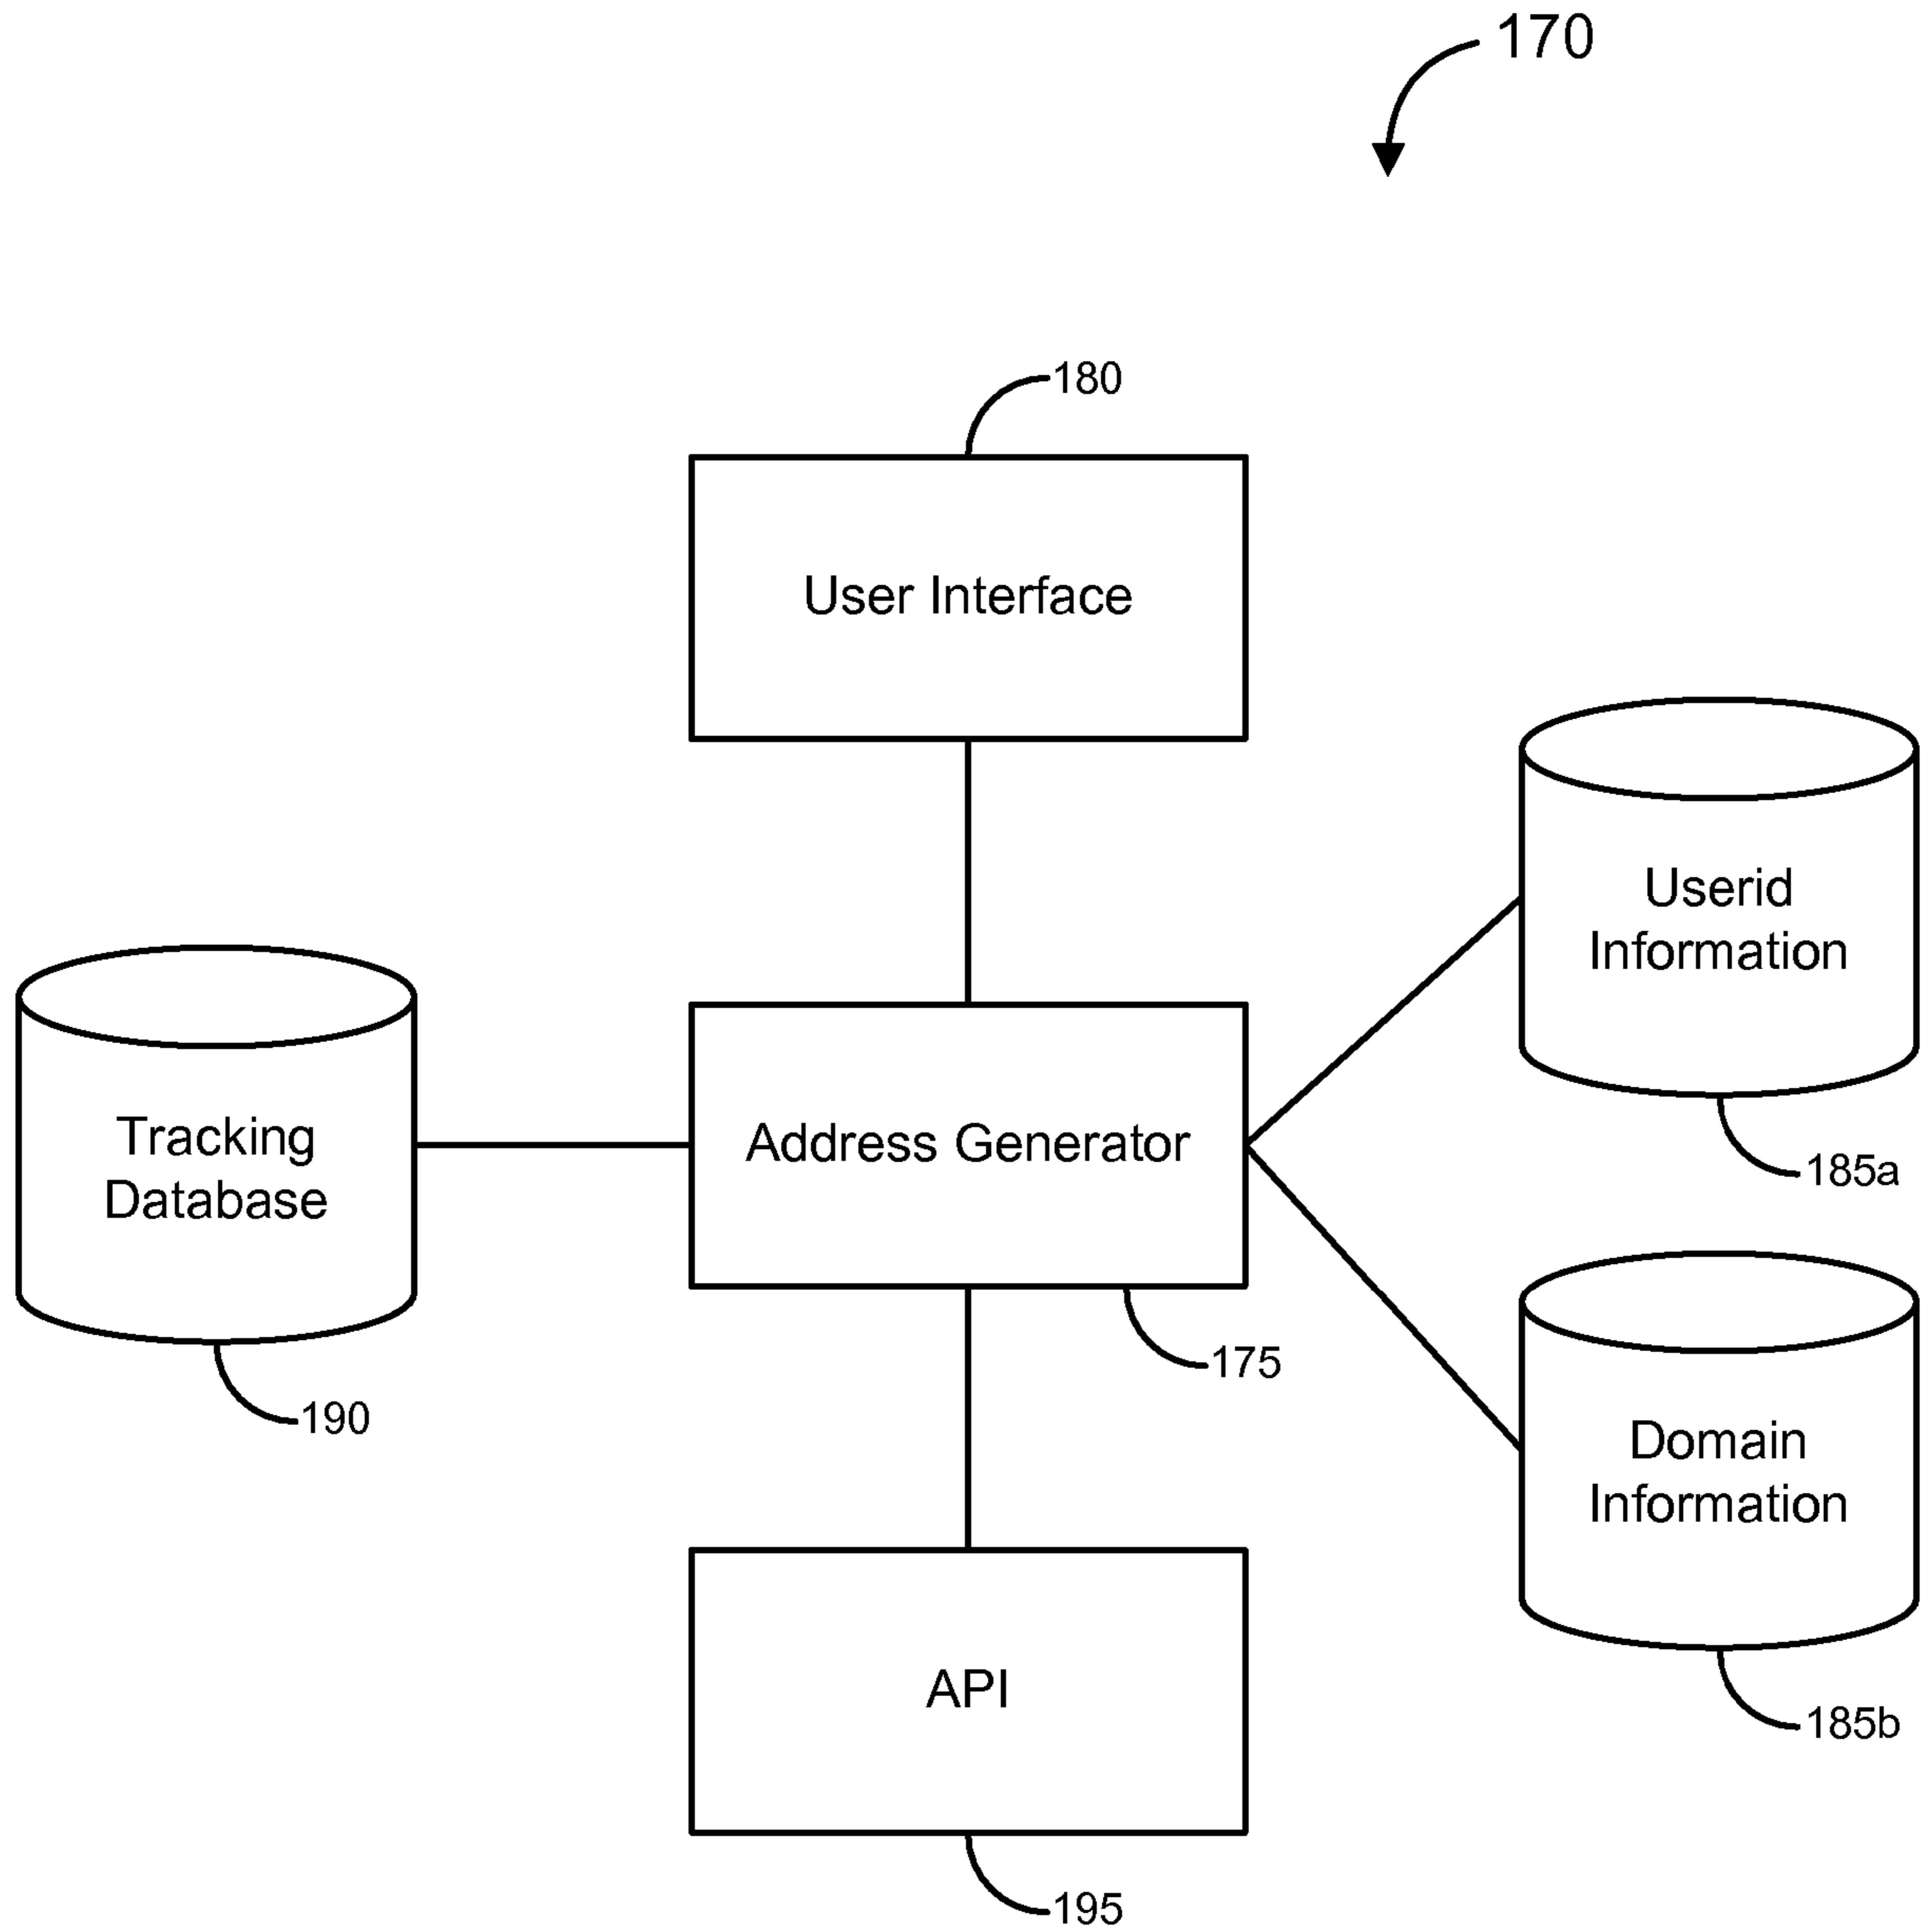 170
180
User Interface
Userid
Information
Tracking
Database
Address Generator
185a
175
190
Domain
Information
API
185b
195